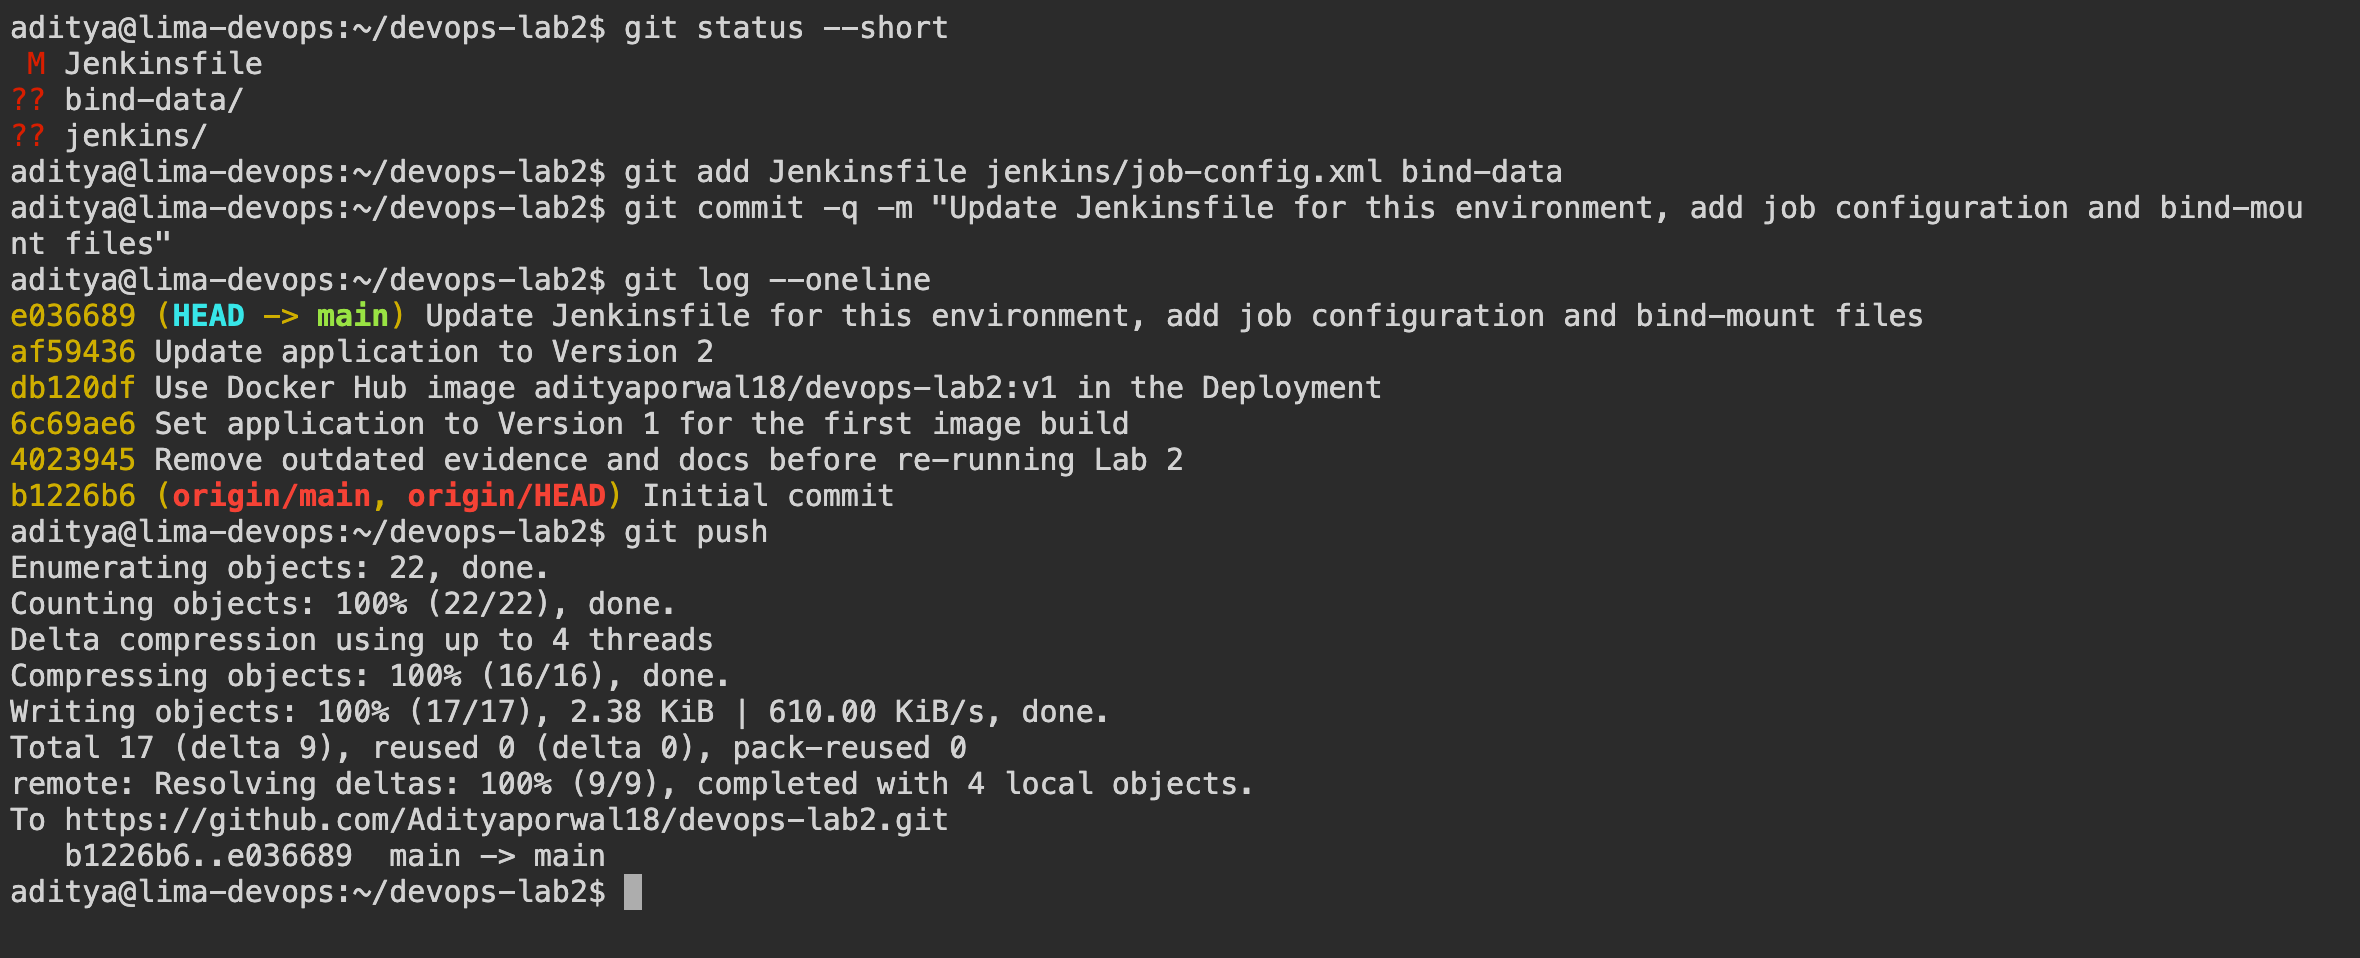 aditya@lima-devops:~/devops-lab2$ git status --short
 M Jenkinsfile
?? bind-data/
?? jenkins/
aditya@lima-devops:~/devops-lab2$ git add Jenkinsfile jenkins/job-config.xml bind-data
aditya@lima-devops:~/devops-lab2$ git commit -q -m "Update Jenkinsfile for this environment, add job configuration and bind-mou
nt files"
aditya@lima-devops:~/devops-lab2$ git log --oneline
e036689 (HEAD -> main) Update Jenkinsfile for this environment, add job configuration and bind-mount files
af59436 Update application to Version 2
db120df Use Docker Hub image adityaporwal18/devops-lab2:v1 in the Deployment
6c69ae6 Set application to Version 1 for the first image build
4023945 Remove outdated evidence and docs before re-running Lab 2
b1226b6 (origin/main, origin/HEAD) Initial commit
aditya@lima-devops:~/devops-lab2$ git push
Enumerating objects: 22, done.
Counting objects: 100% (22/22), done.
Delta compression using up to 4 threads
Compressing objects: 100% (16/16), done.
Writing objects: 100% (17/17), 2.38 KiB | 610.00 KiB/s, done.
Total 17 (delta 9), reused 0 (delta 0), pack-reused 0
remote: Resolving deltas: 100% (9/9), completed with 4 local objects.
To https://github.com/Adityaporwal18/devops-lab2.git
   b1226b6..e036689  main -> main
aditya@lima-devops:~/devops-lab2$